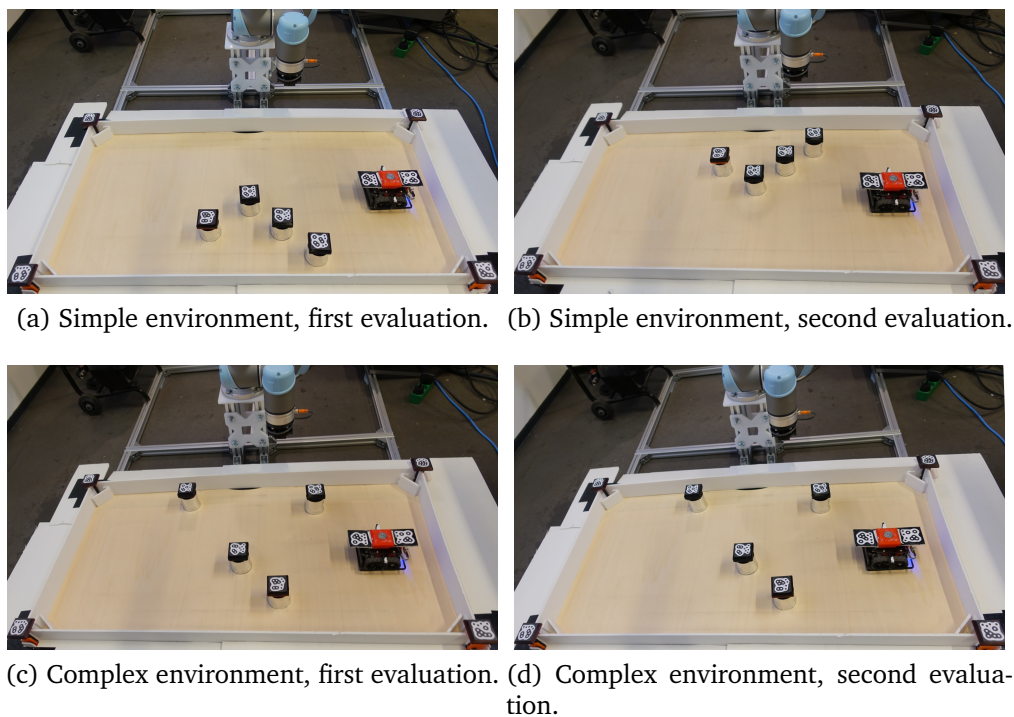 (a) Simple environment, first evaluation.
(b) Simple environment, second evaluation.
(c) Complex environment, first evaluation.
(d) Complex environment, second evalua-
tion.